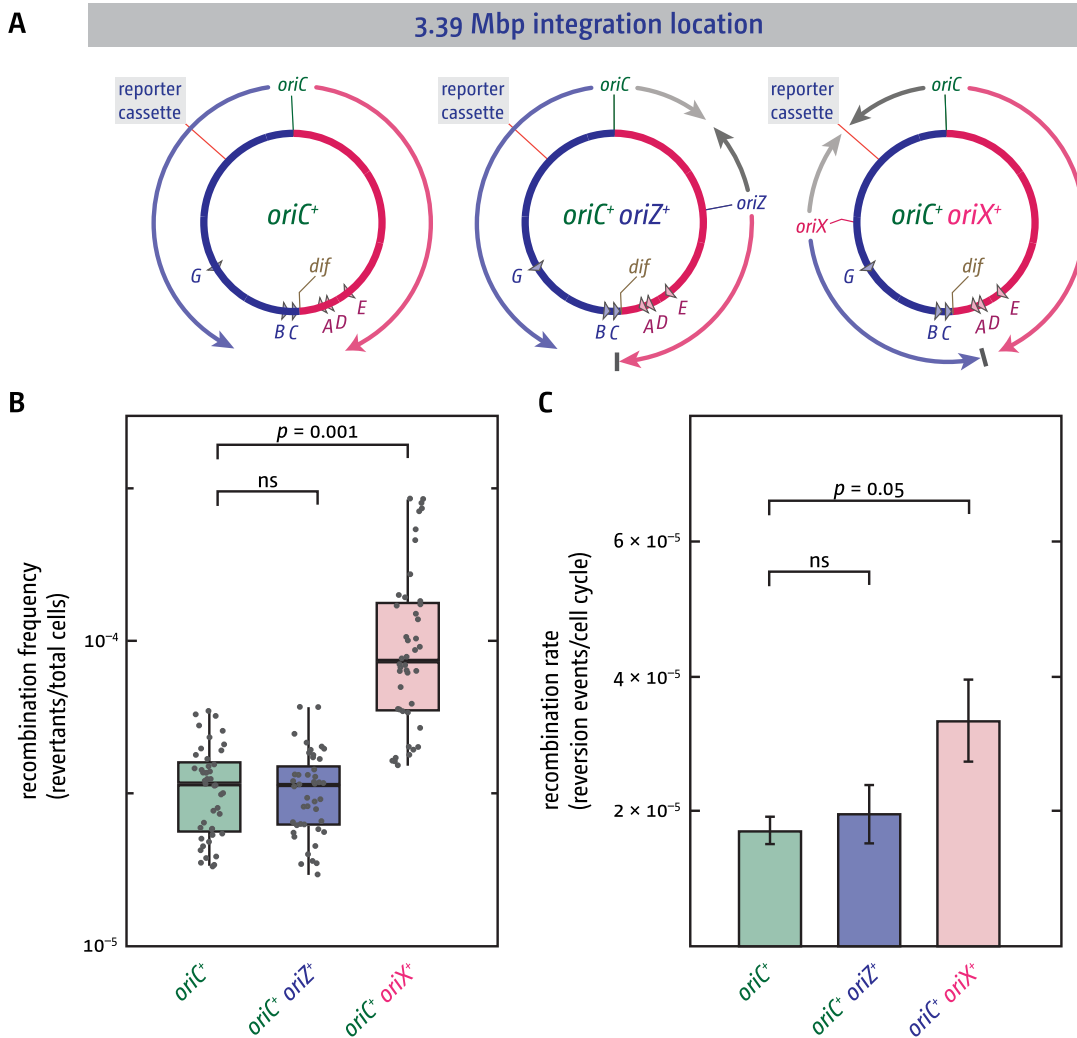 A
3.39 Mbp integration location
reporter
cassette
oriC
oriC⁺
G
dif
B
C
A
D
E
reporter
cassette
oriC
oriC⁺ oriZ⁺
oriZ
G
dif
B
C
A
D
E
reporter
cassette
oriC
oriC⁺ oriX⁺
oriX
G
dif
B
C
A
D
E
B
recombination frequency
(revertants/total cells)
p = 0.001
ns
10⁻⁴
10⁻⁵
oriC⁺
oriC⁺ oriZ⁺
oriC⁺ oriX⁺
C
recombination rate
(reversion events/cell cycle)
p = 0.05
ns
6 × 10⁻⁵
4 × 10⁻⁵
2 × 10⁻⁵
oriC⁺
oriC⁺ oriZ⁺
oriC⁺ oriX⁺